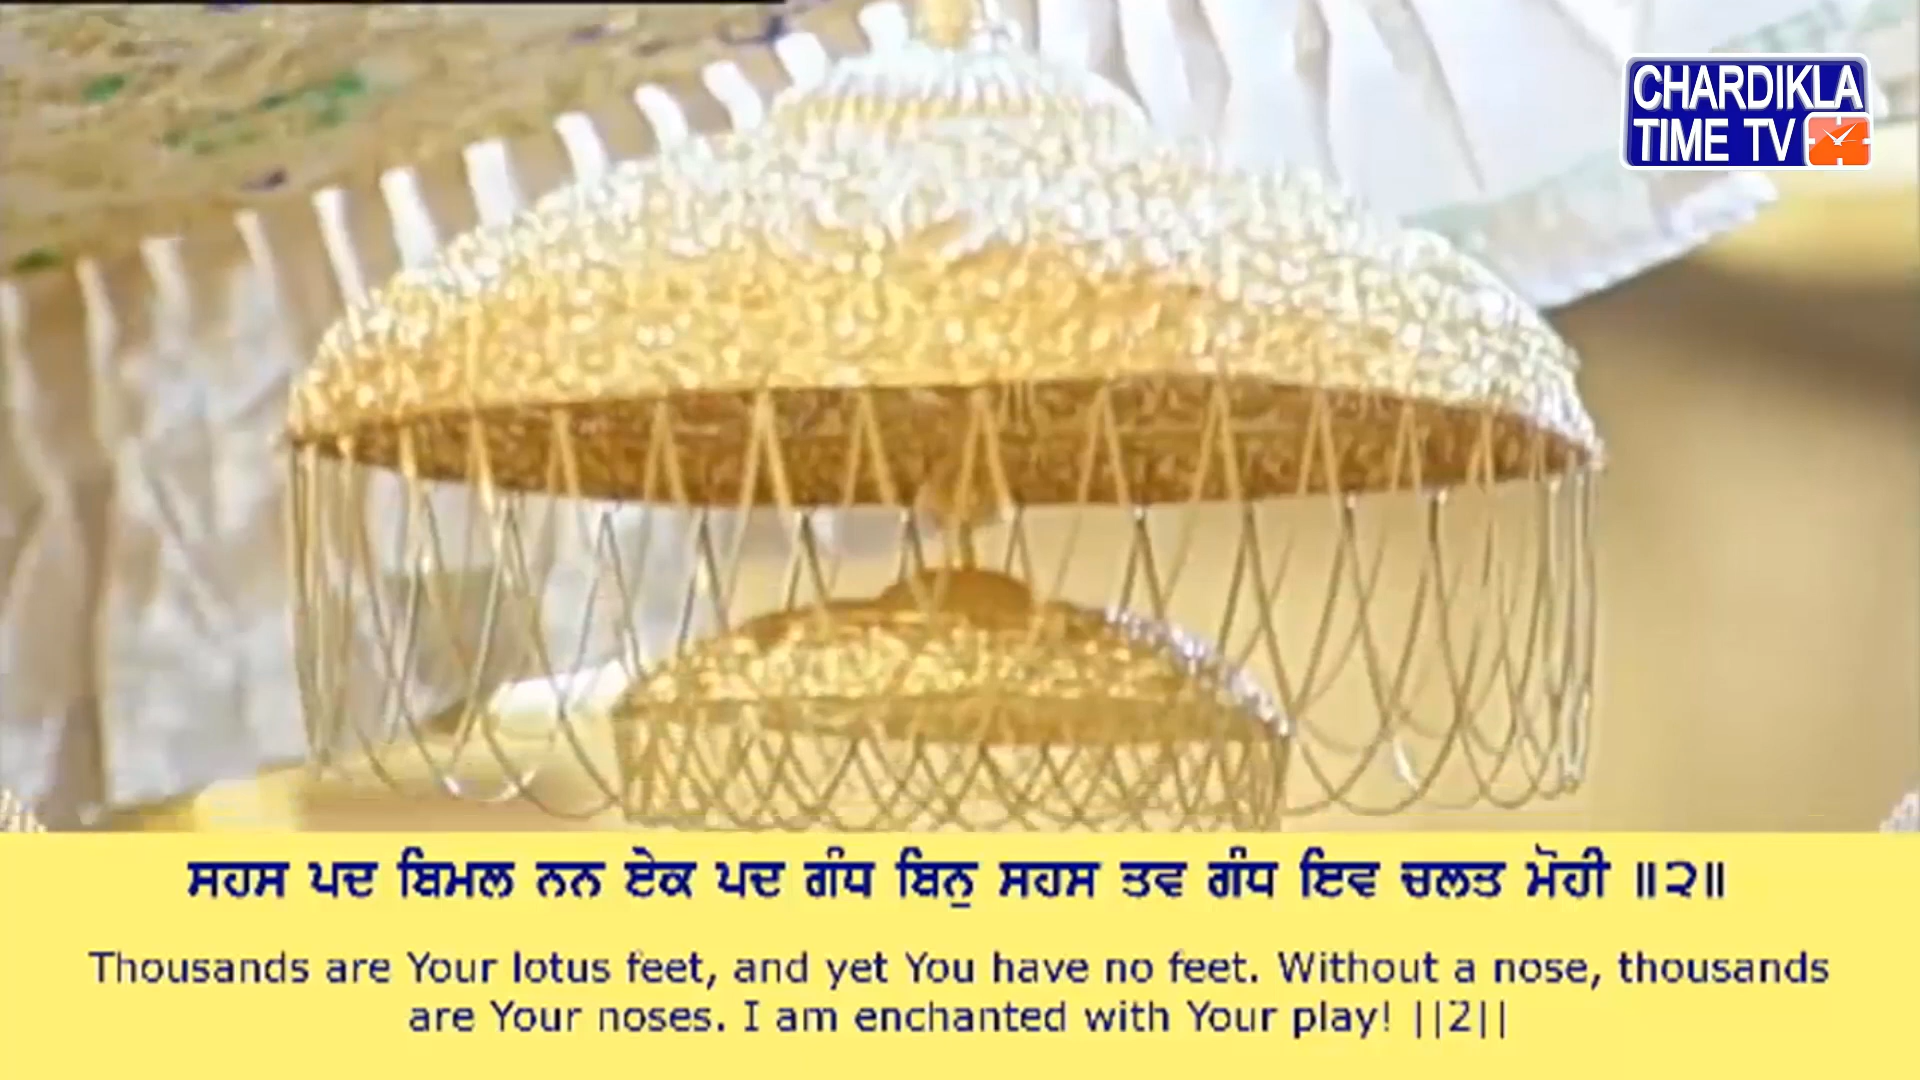 CHARDIKLA
TIME TV
ਸਹਸ ਪਦ ਬਿਮਲ ਨਨ ਏਕ ਪਦ ਗੰਧ ਬਿਨੁ ਸਹਸ ਤਵ ਗੰਧ ਇਵ ਚਲਤ ਮੋਹੀ ॥੨॥
Thousands are Your lotus feet, and yet You have no feet. Without a nose, thousands
are Your noses. I am enchanted with Your play! ||2||